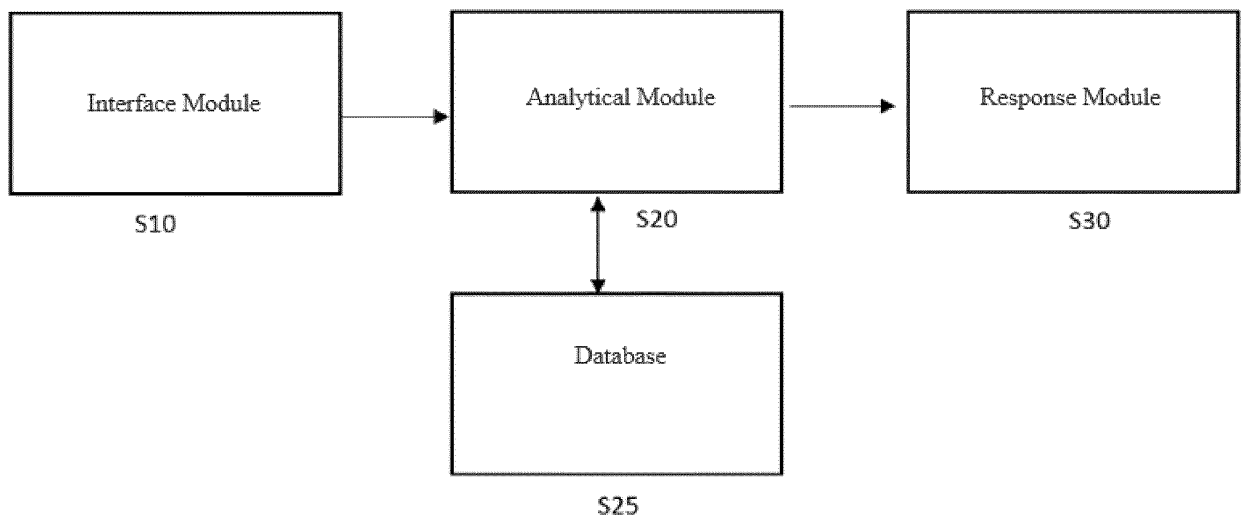 Interface Module
Analytical Module
Response Module
S10
S20
S30
Database
S25